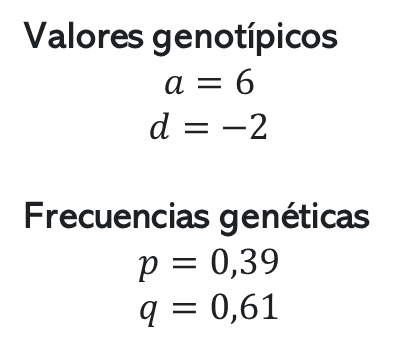 Valores genotípicos
a = 6
d = −2
Frecuencias genéticas
p = 0,39
q = 0,61